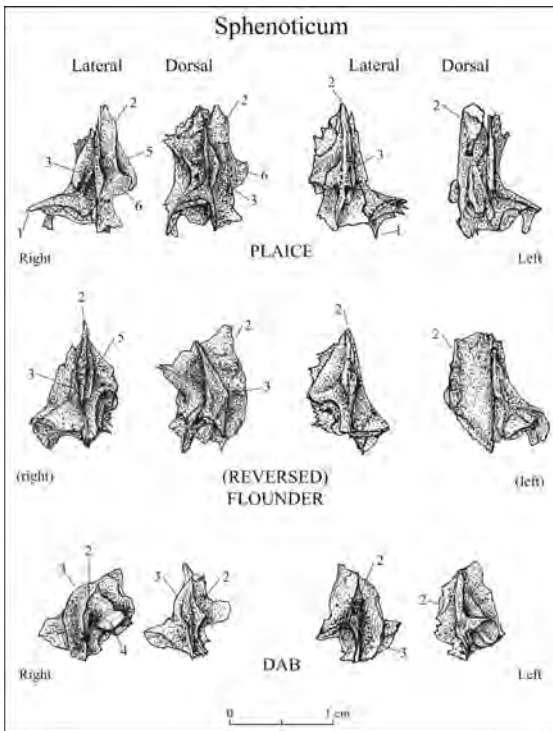 Sphenoticum
Lateral Dorsal Lateral Dorsal
2 2 2 2
3 5 3
6 6
3
1 1
Right PLAICE Left
2 2 2 2
5
3 3
(right) (REVERSED) (left)
FLOUNDER
3 2 3 2 2 2
4 3
Right DAB Left
0 1 cm